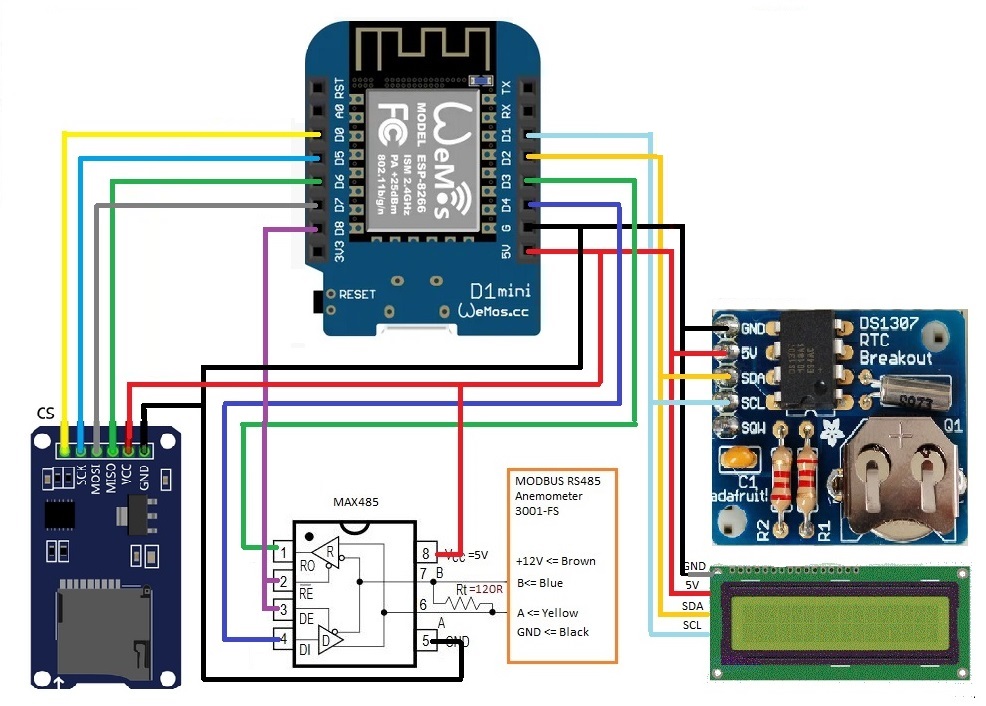 RST
A0
D0
D5
D6
D7
D8
3V3
TX
RX
D1
D2
D3
D4
G
5V
WeMos
MODEL ESP-8266
ISM 2.4GHz
PA +25dBm
802.11b/g/n
FC
RESET
D1 mini
WeMos.cc
CS
SCK
MOSI
MISO
VCC
GND
MAX485
1
RO
2
RE
3
DE
4
DI
R
D
8
Vcc =5V
7
B
Rt =120R
6
A
5
GND
MODBUS RS485
Anemometer
3001-FS
+12V <= Brown
B<= Blue
A <= Yellow
GND <= Black
GND
5V
SDA
SCL
SQW
DS1307
RTC
Breakout
Q1
C1
adafruit!
R2
R1
+
GND
5V
SDA
SCL